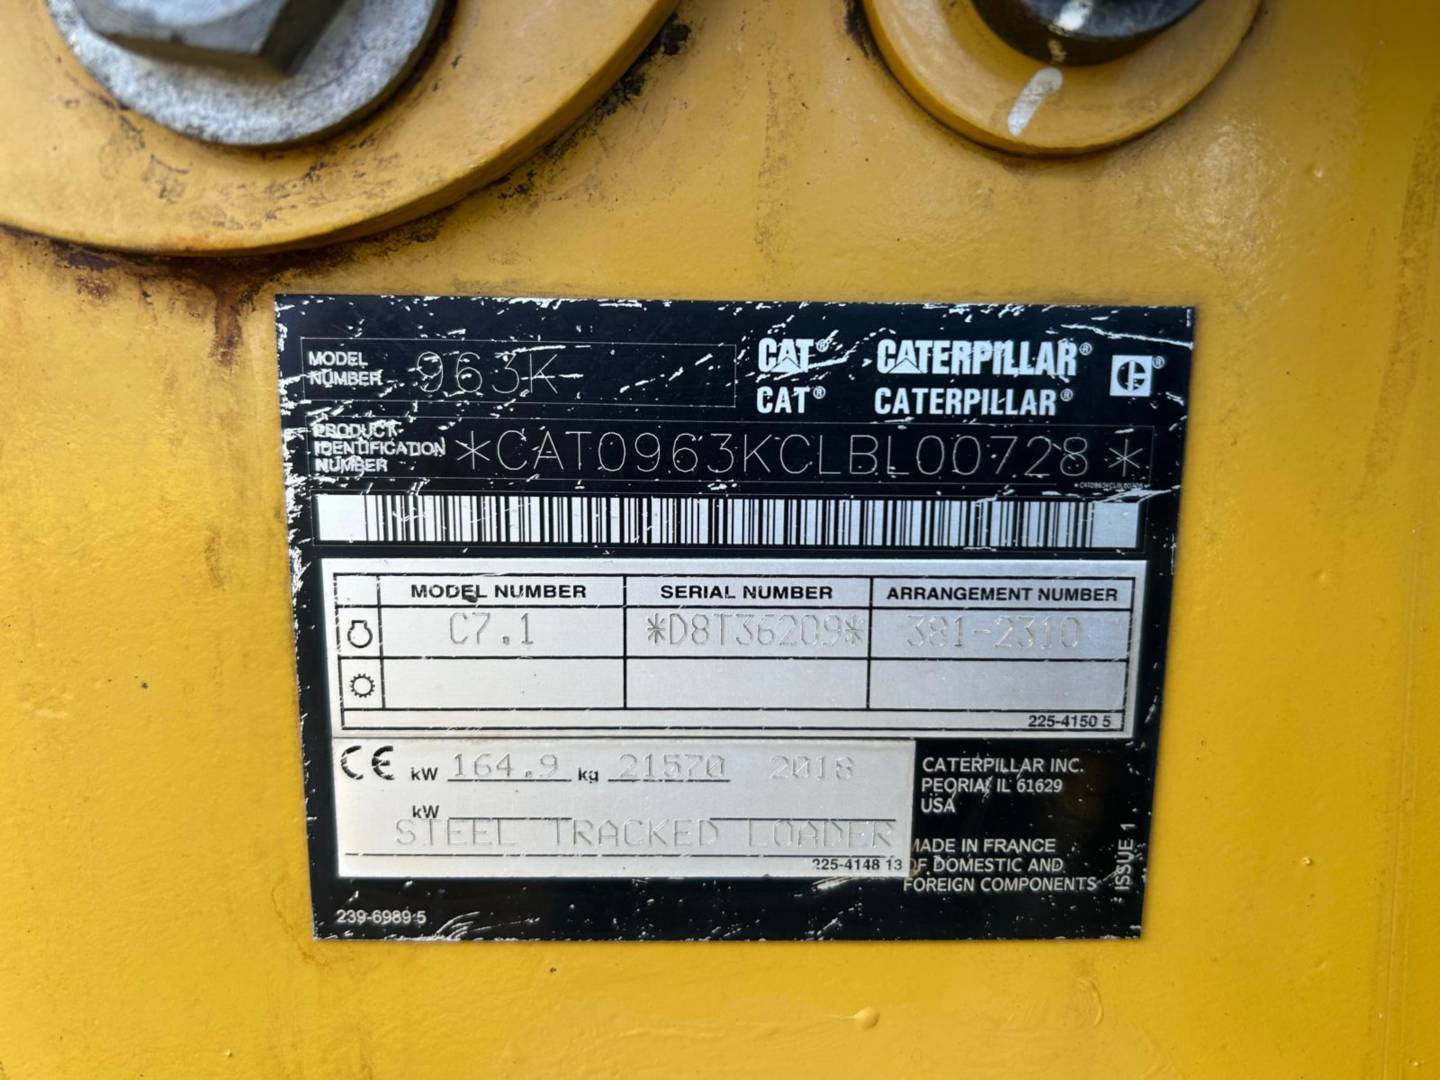 MODEL NUMBER 963K
CAT® CATERPILLAR®
CAT® CATERPILLAR®
PRODUCT IDENTIFICATION NUMBER *CAT0963KCLBL00728*
MODEL NUMBER SERIAL NUMBER ARRANGEMENT NUMBER
C7.1 *D8T36209* 381-2310
225-4150 5
CE kW 164.9 kg 21570 2018
kW
STEEL TRACKED LOADER
225-4148 13
CATERPILLAR INC.
PEORIA IL 61629
USA
MADE IN FRANCE
OF DOMESTIC AND
FOREIGN COMPONENTS
ISSUE 1
239-6989 5